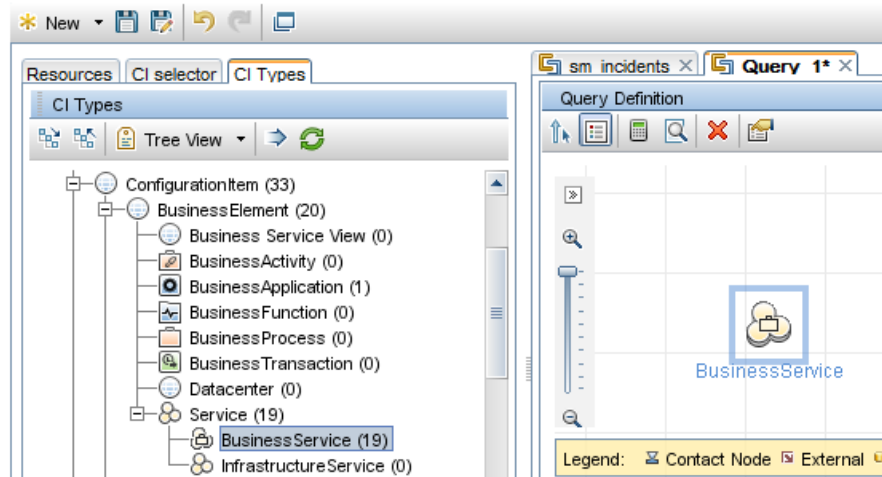 New
Resources CI selector CI Types
sm incidents Query 1*
CI Types
Query Definition
Tree View
ConfigurationItem (33)
BusinessElement (20)
Business Service View (0)
BusinessActivity (0)
BusinessApplication (1)
BusinessFunction (0)
BusinessProcess (0)
BusinessTransaction (0)
Datacenter (0)
Service (19)
BusinessService (19)
InfrastructureService (0)
BusinessService
Legend: Contact Node External